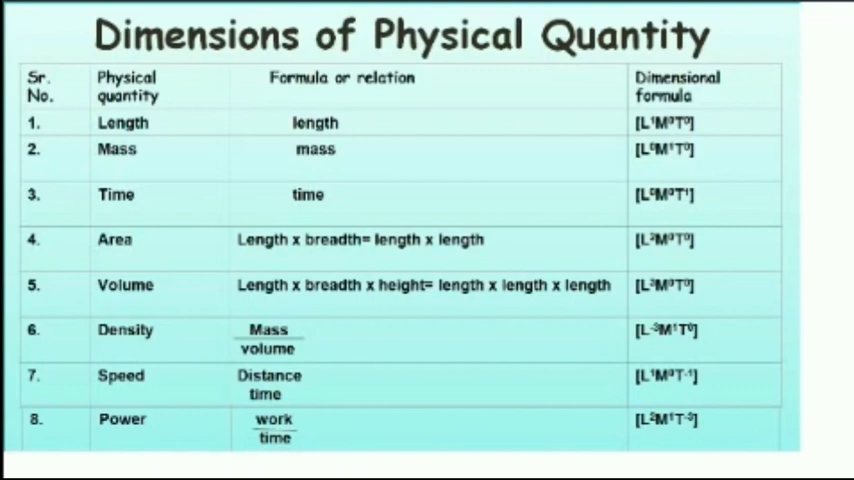 Dimensions of Physical Quantity
Sr. No. Physical quantity Formula or relation Dimensional formula
1. Length length [L¹M⁰T⁰]
2. Mass mass [L⁰M¹T⁰]
3. Time time [L⁰M⁰T¹]
4. Area Length x breadth= length x length [L²M⁰T⁰]
5. Volume Length x breadth x height= length x length x length [L³M⁰T⁰]
6. Density Mass
volume [L⁻³M¹T⁰]
7. Speed Distance
time [L¹M⁰T⁻¹]
8. Power work
time [L²M¹T⁻³]